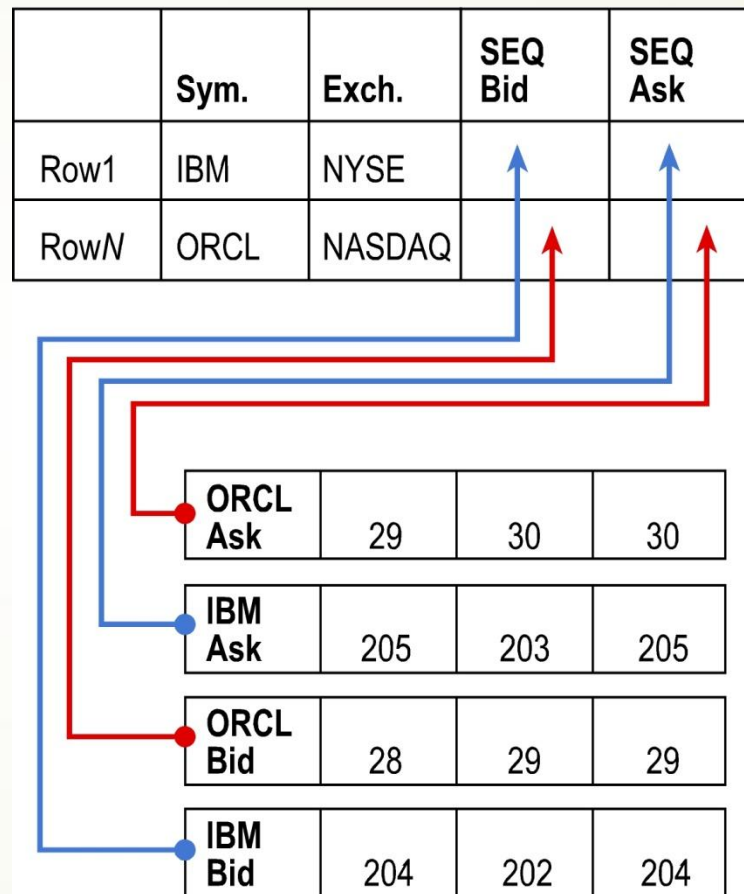 Sym. Exch. SEQ Bid SEQ Ask
Row1 IBM NYSE
RowN ORCL NASDAQ
ORCL Ask 29 30 30
IBM Ask 205 203 205
ORCL Bid 28 29 29
IBM Bid 204 202 204